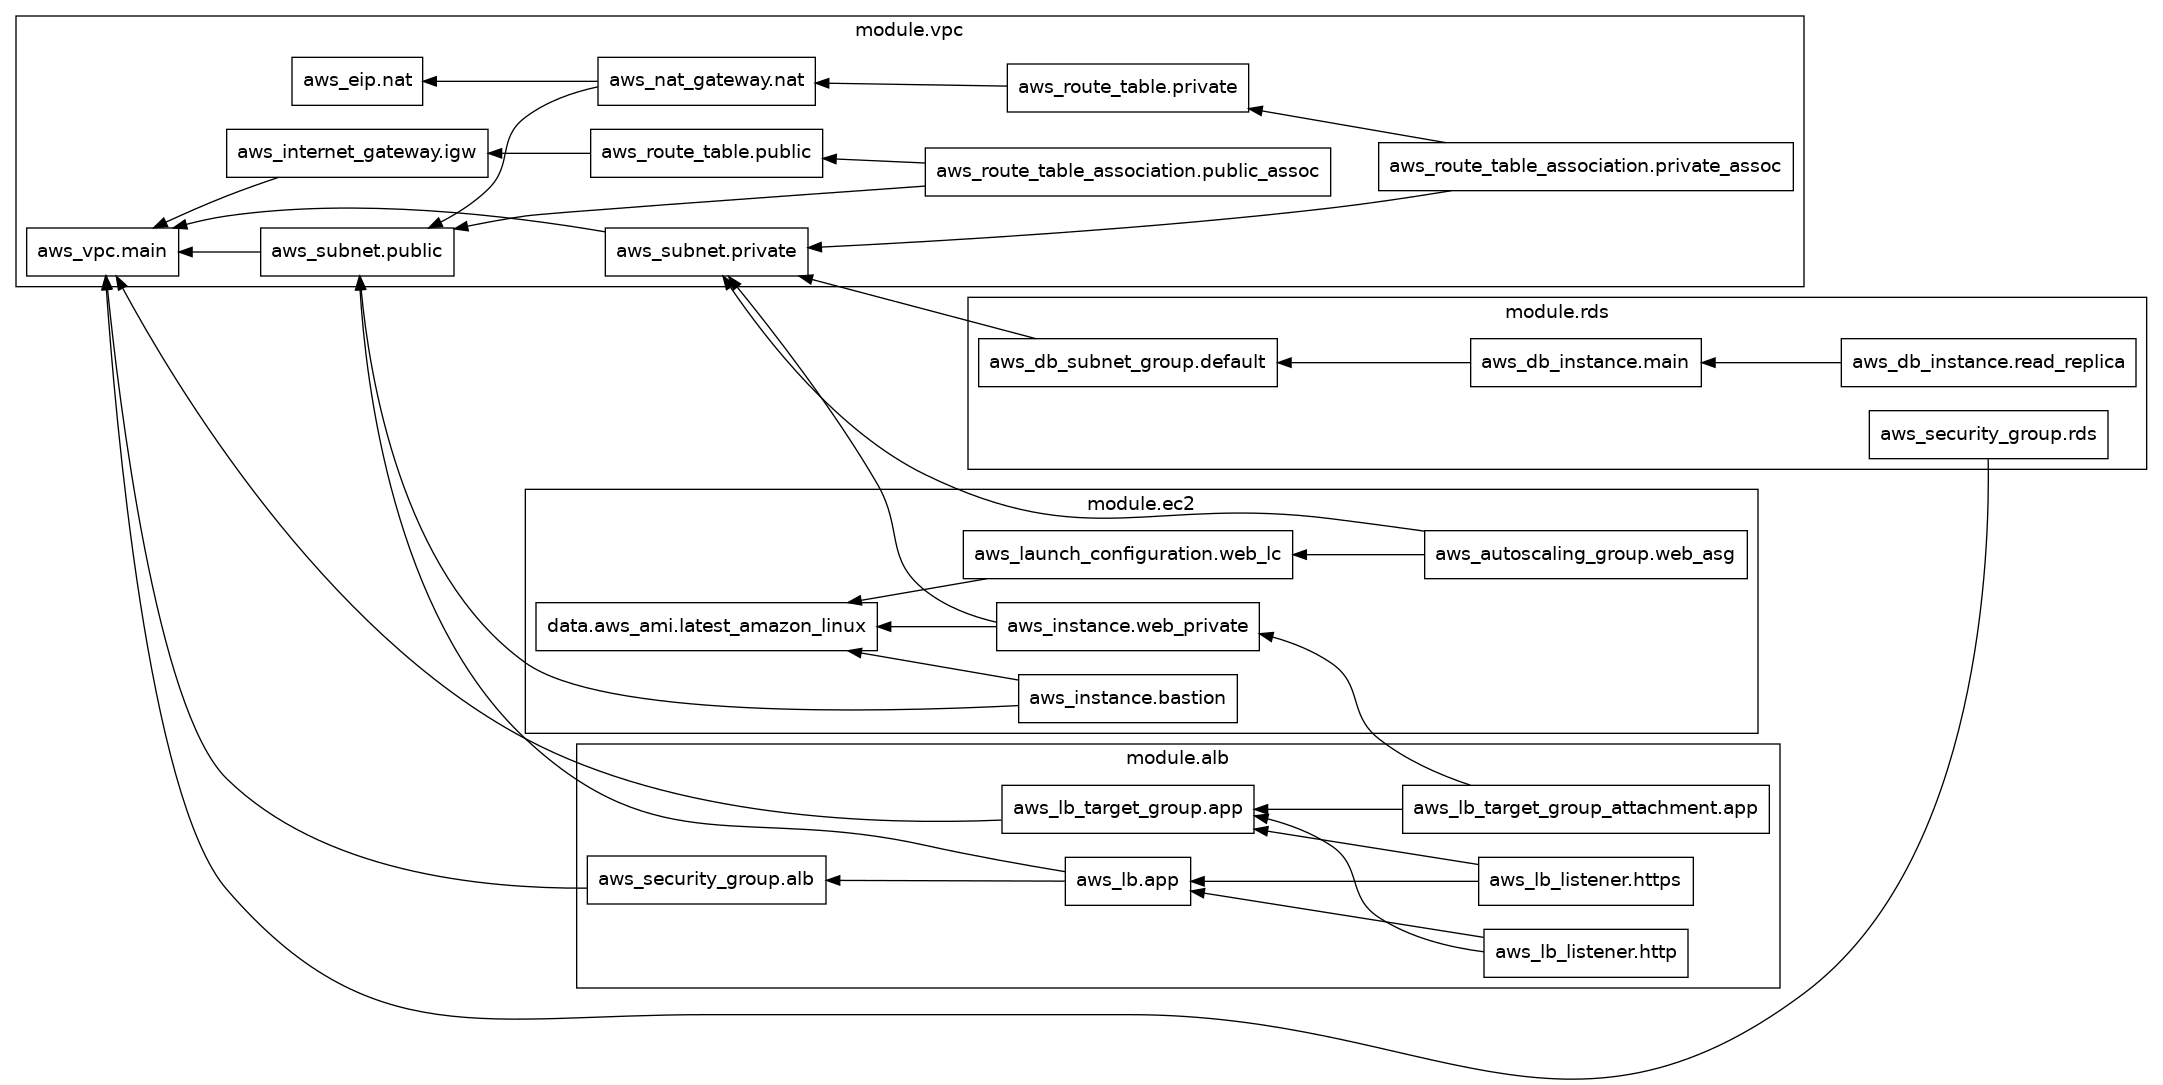 module.vpc
aws_eip.nat
aws_nat_gateway.nat
aws_route_table.private
aws_internet_gateway.igw
aws_route_table.public
aws_route_table_association.public_assoc
aws_route_table_association.private_assoc
aws_vpc.main
aws_subnet.public
aws_subnet.private
module.rds
aws_db_subnet_group.default
aws_db_instance.main
aws_db_instance.read_replica
aws_security_group.rds
module.ec2
aws_launch_configuration.web_lc
aws_autoscaling_group.web_asg
data.aws_ami.latest_amazon_linux
aws_instance.web_private
aws_instance.bastion
module.alb
aws_lb_target_group.app
aws_lb_target_group_attachment.app
aws_security_group.alb
aws_lb.app
aws_lb_listener.https
aws_lb_listener.http